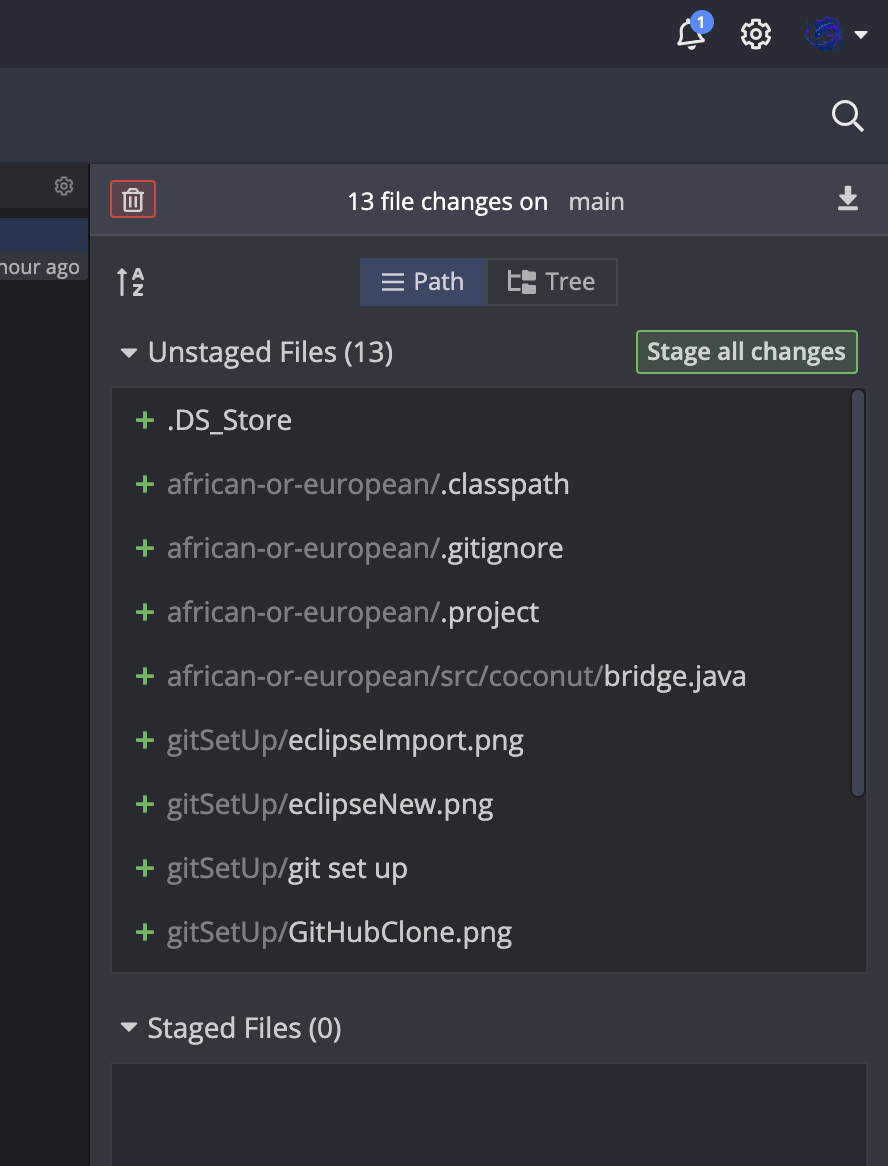 1
hour ago
13 file changes on main
A
Z
Path
Tree
Unstaged Files (13)
Stage all changes
.DS_Store
african-or-european/.classpath
african-or-european/.gitignore
african-or-european/.project
african-or-european/src/coconut/bridge.java
gitSetUp/eclipseImport.png
gitSetUp/eclipseNew.png
gitSetUp/git set up
gitSetUp/GitHubClone.png
Staged Files (0)